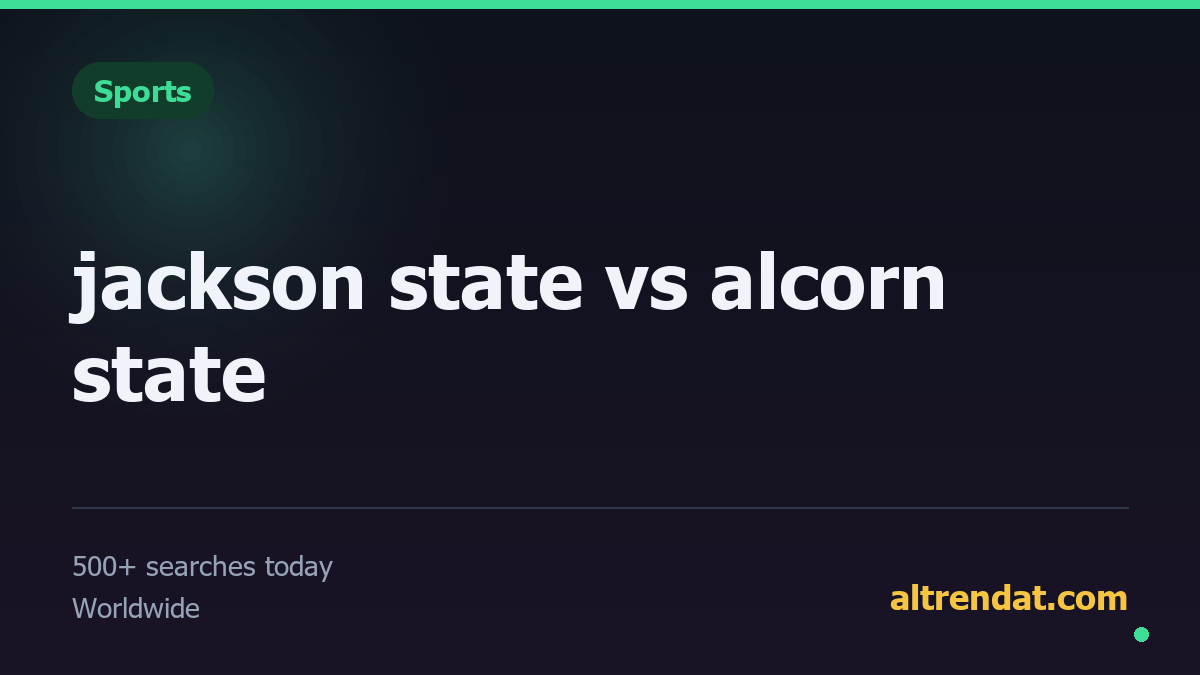 Sports
jackson state vs alcorn
state
500+ searches today
Worldwide
altrendat.com